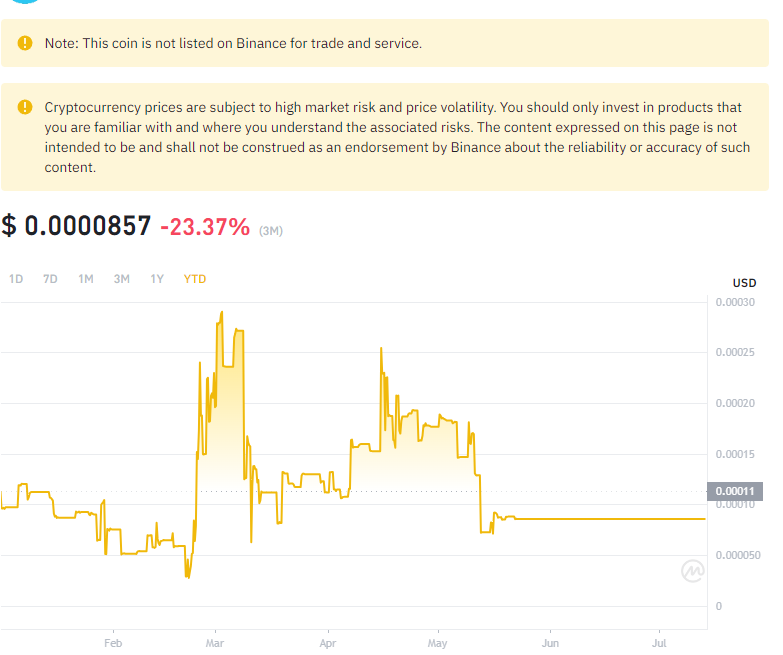 Note: This coin is not listed on Binance for trade and service.
Cryptocurrency prices are subject to high market risk and price volatility. You should only invest in products that
you are familiar with and where you understand the associated risks. The content expressed on this page is not
intended to be and shall not be construed as an endorsement by Binance about the reliability or accuracy of such
content.
$ 0.0000857 -23.37% (3M)
1D 7D 1M 3M 1Y YTD
USD
0.00030
0.00025
0.00020
0.00015
0.00011
0.00010
0.000050
0
Feb Mar Apr May Jun Jul